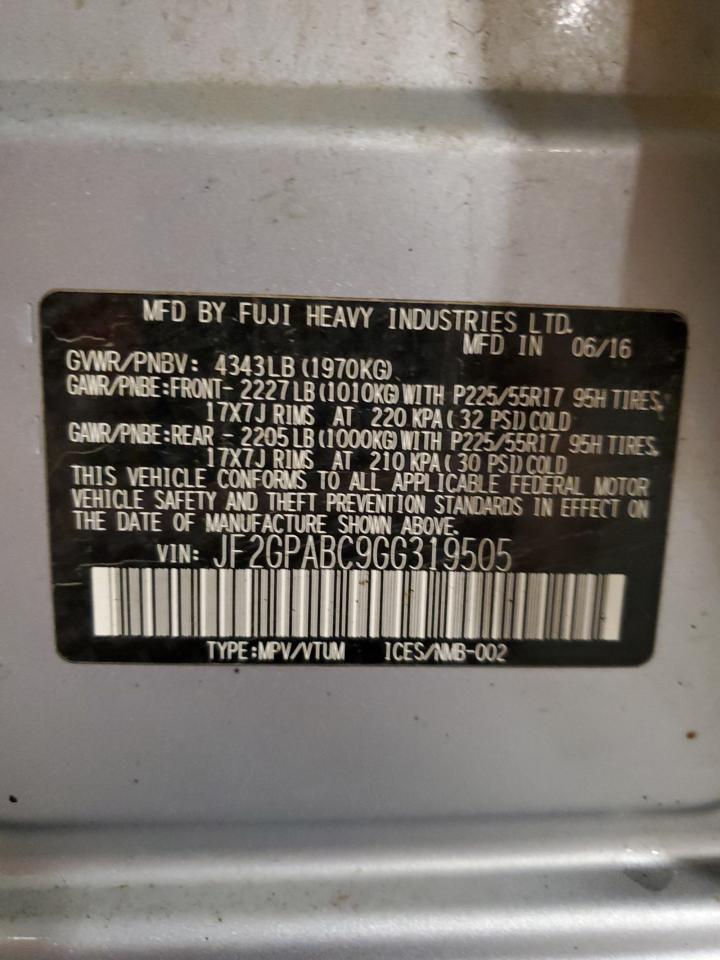 MFD BY FUJI HEAVY INDUSTRIES LTD.
MFD IN 06/16
GVWR/PNBV: 4343LB (1970KG)
GAWR/PNBE:FRONT- 2227LB (1010KG) WITH P225/55R17 95H TIRES,
17X7J RIMS AT 220 KPA( 32 PSI) COLD
GAWR/PNBE:REAR - 2205LB (1000KG) WITH P225/55R17 95H TIRES,
17X7J RIMS AT 210 KPA( 30 PSI) COLD
THIS VEHICLE CONFORMS TO ALL APPLICABLE FEDERAL MOTOR
VEHICLE SAFETY AND THEFT PREVENTION STANDARDS IN EFFECT ON
THE DATE OF MANUFACTURE SHOWN ABOVE.
VIN: JF2GPABC9GG319505
TYPE:MPV/VTUM ICES/NMB-002